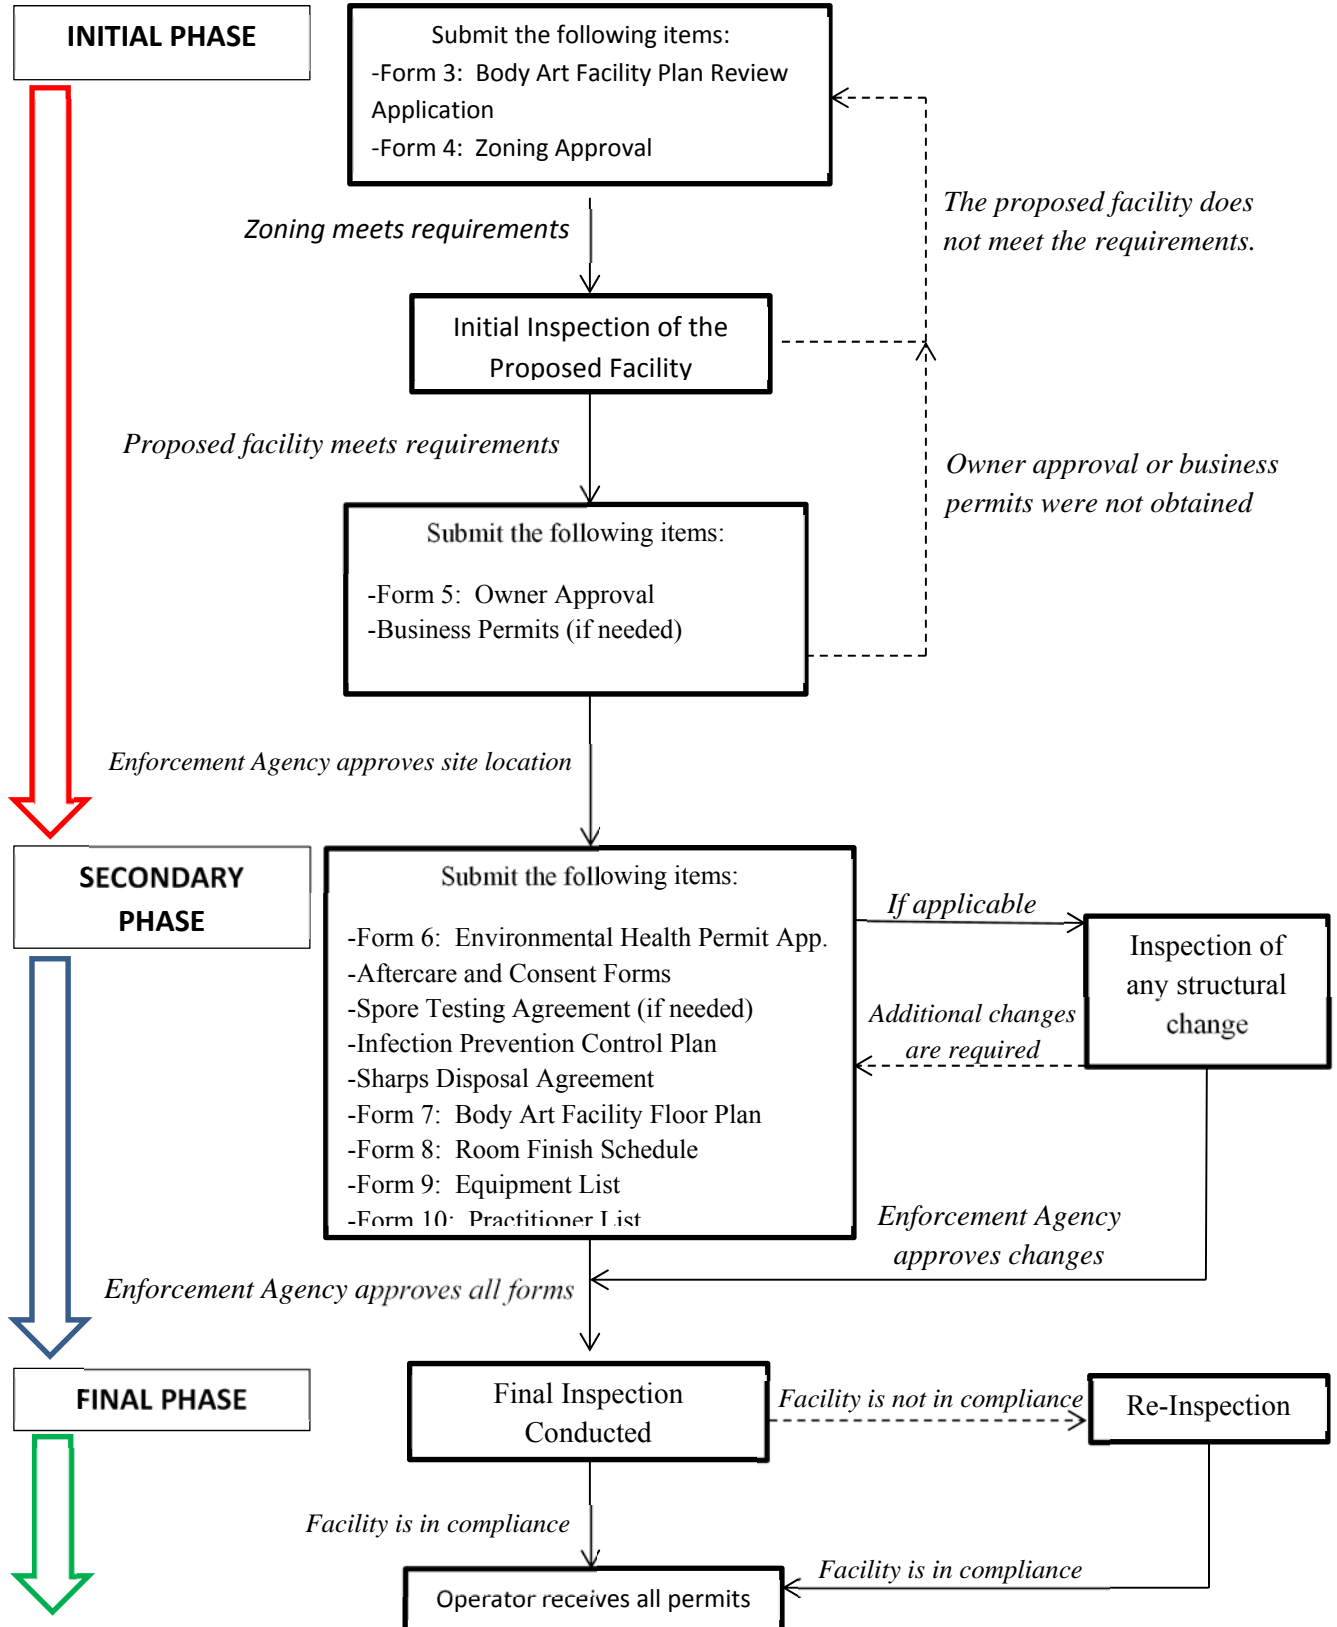 INITIAL PHASE
Submit the following items:
-Form 3: Body Art Facility Plan Review
Application
-Form 4: Zoning Approval
Zoning meets requirements
The proposed facility does
not meet the requirements.
Initial Inspection of the
Proposed Facility
Proposed facility meets requirements
Owner approval or business
permits were not obtained
Submit the following items:
-Form 5: Owner Approval
-Business Permits (if needed)
Enforcement Agency approves site location
SECONDARY
PHASE
Submit the following items:
-Form 6: Environmental Health Permit App.
-Aftercare and Consent Forms
-Spore Testing Agreement (if needed)
-Infection Prevention Control Plan
-Sharps Disposal Agreement
-Form 7: Body Art Facility Floor Plan
-Form 8: Room Finish Schedule
-Form 9: Equipment List
-Form 10: Practitioner List
If applicable
Inspection of
any structural
change
Additional changes
are required
Enforcement Agency
approves changes
Enforcement Agency approves all forms
FINAL PHASE
Final Inspection
Conducted
Facility is not in compliance
Re-Inspection
Facility is in compliance
Facility is in compliance
Operator receives all permits